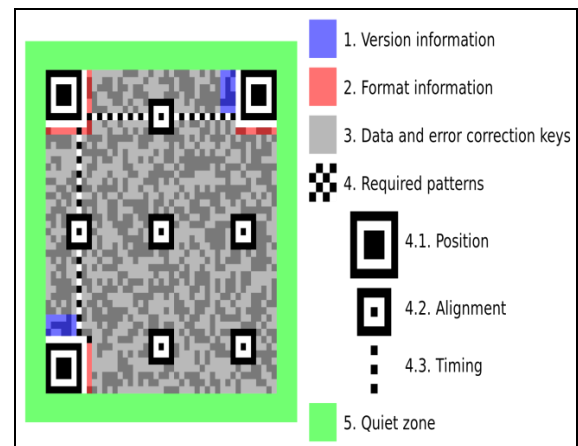 1. Version information
2. Format information
3. Data and error correction keys
4. Required patterns
4.1. Position
4.2. Alignment
4.3. Timing
5. Quiet zone